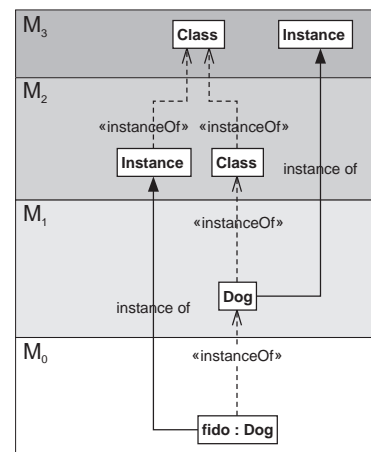 M3
Class
Instance
M2
«instanceOf»
«instanceOf»
Instance
Class
instance of
M1
«instanceOf»
Dog
instance of
M0
«instanceOf»
fido : Dog